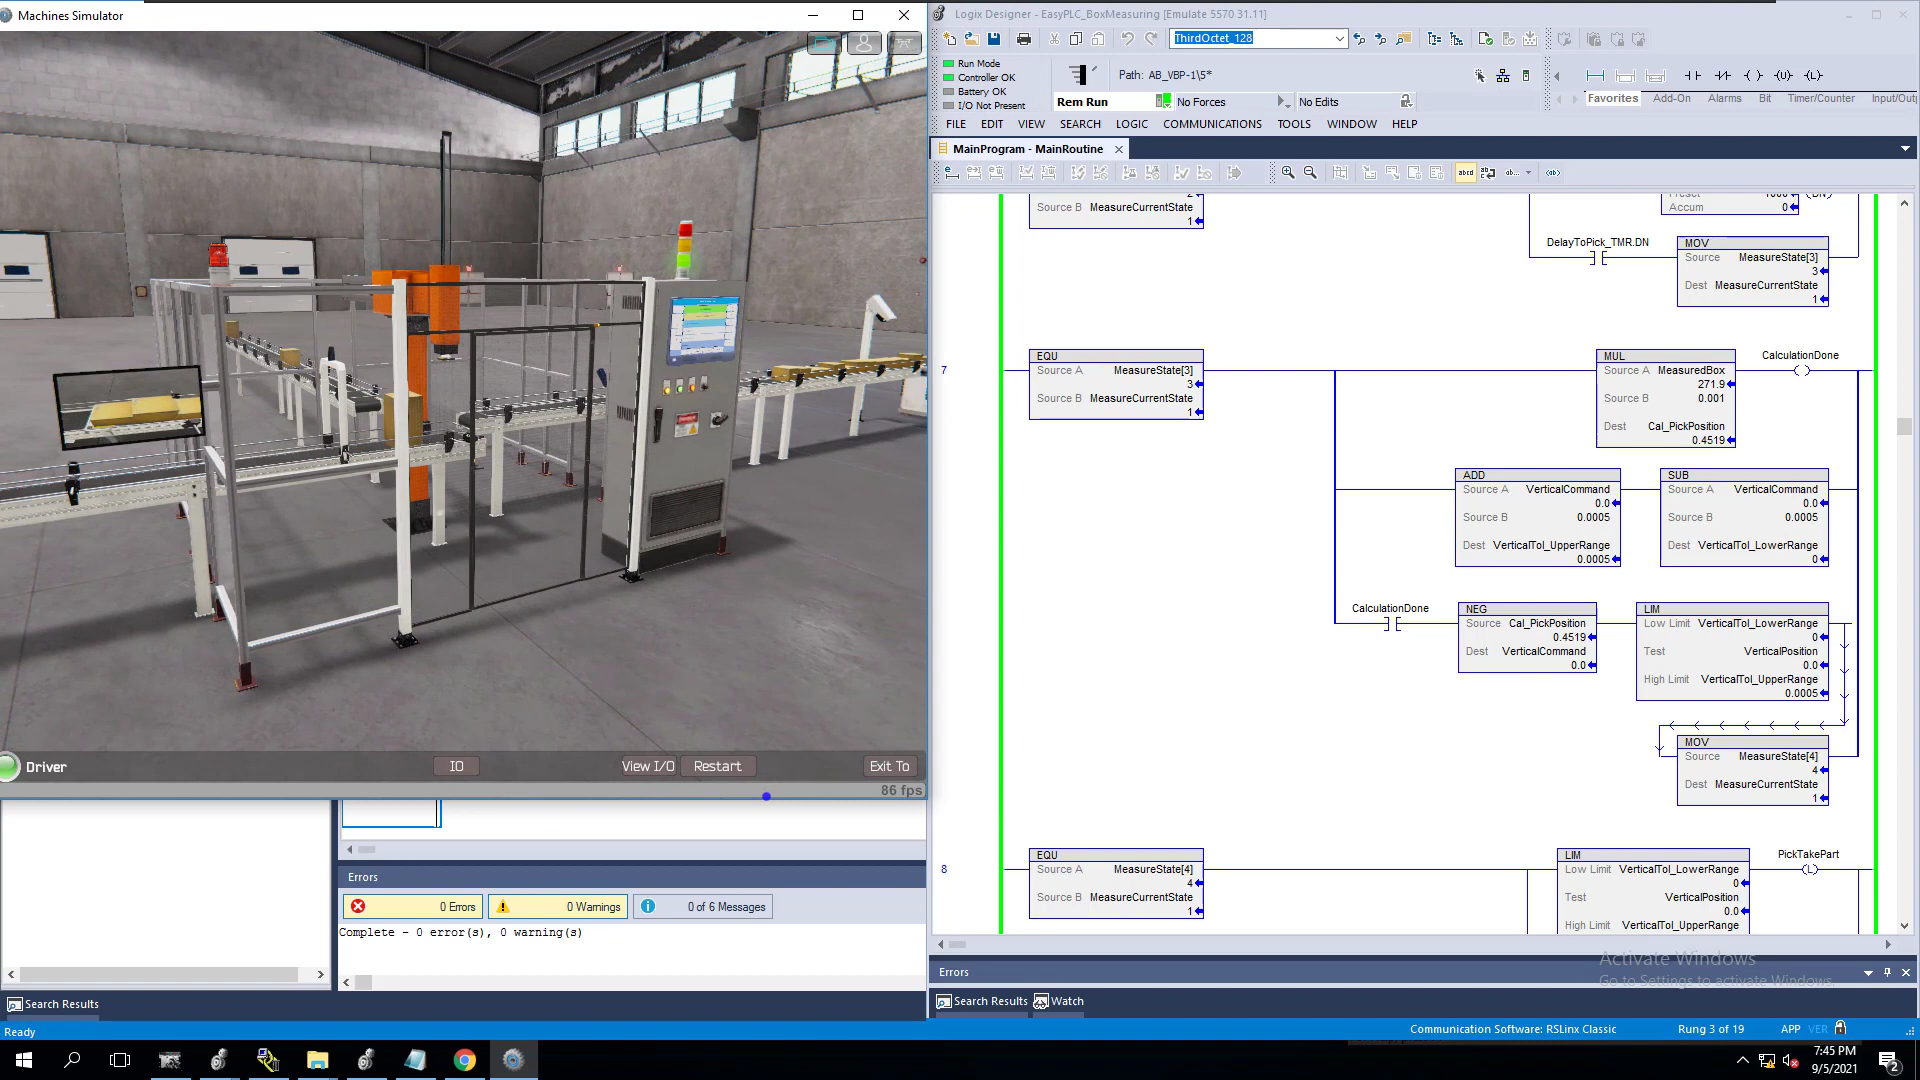 Machines Simulator
Driver
IO
View I/O
Restart
Exit To
86 fps
Errors
0 Errors
0 Warnings
0 of 6 Messages
Complete - 0 error(s), 0 warning(s)
Search Results
Ready
Logix Designer - EasyPLC_BoxMeasuring [Emulate 5570 31.11]
ThirdOctet_128
Run Mode
Controller OK
Battery OK
I/O Not Present
Path: AB_VBP-1\5*
Rem Run
No Forces
No Edits
Favorites Add-On Alarms Bit Timer/Counter Input/Out
FILE EDIT VIEW SEARCH LOGIC COMMUNICATIONS TOOLS WINDOW HELP
MainProgram - MainRoutine
Source B MeasureCurrentState
1
Accum
0
DelayToPick_TMR.DN
MOV
Source MeasureState[3]
3
Dest MeasureCurrentState
1
7
EQU
Source A MeasureState[3]
3
Source B MeasureCurrentState
1
MUL
Source A MeasuredBox
271.9
Source B 0.001
Dest Cal_PickPosition
0.4519
CalculationDone
ADD
Source A VerticalCommand
0.0
Source B 0.0005
Dest VerticalTol_UpperRange
0.0005
SUB
Source A VerticalCommand
0.0
Source B 0.0005
Dest VerticalTol_LowerRange
0
CalculationDone
NEG
Source Cal_PickPosition
0.4519
Dest VerticalCommand
0.0
LIM
Low Limit VerticalTol_LowerRange
0
Test VerticalPosition
0.0
High Limit VerticalTol_UpperRange
0.0005
MOV
Source MeasureState[4]
4
Dest MeasureCurrentState
1
8
EQU
Source A MeasureState[4]
4
Source B MeasureCurrentState
1
LIM
Low Limit VerticalTol_LowerRange
0
Test VerticalPosition
0.0
High Limit VerticalTol_UpperRange
PickTakePart
L
Activate Windows
Go to Settings to activate Windows.
Errors
Search Results
Watch
Communication Software: RSLinx Classic
Rung 3 of 19
APP
VER
7:45 PM
9/5/2021
2